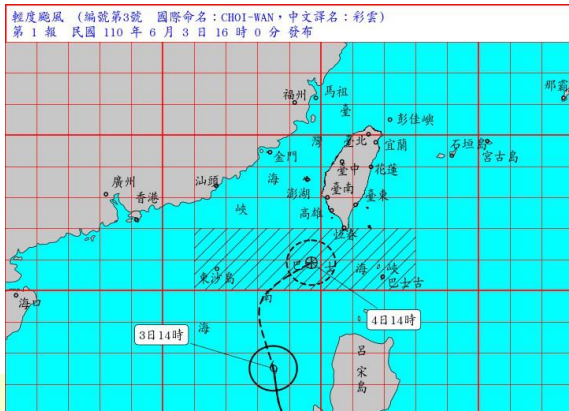 輕度颱風 (編號第3號 國際命名：CHOI-WAN，中文譯名：彩雲)
第 1 報 民國 110 年 6 月 3 日 16 時 0 分 發布
那霸
福州
馬祖
臺
彭佳嶼
灣
臺北
宜蘭
石垣島
宮古島
金門
臺中
花蓮
海
廣州
汕頭
澎湖
臺南
臺東
香港
峽
高雄
恆春
巴
士
海
峽
東沙島
巴士古
海口
南
4日14時
海
3日14時
呂
宋
島